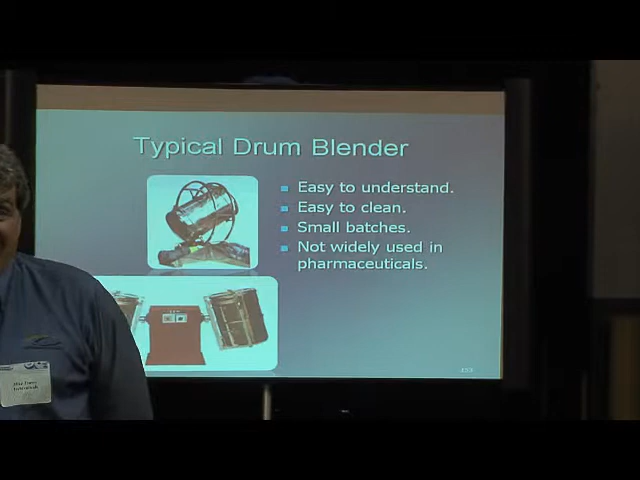 Typical Drum Blender
Easy to understand.
Easy to clean.
Small batches.
Not widely used in
pharmaceuticals.